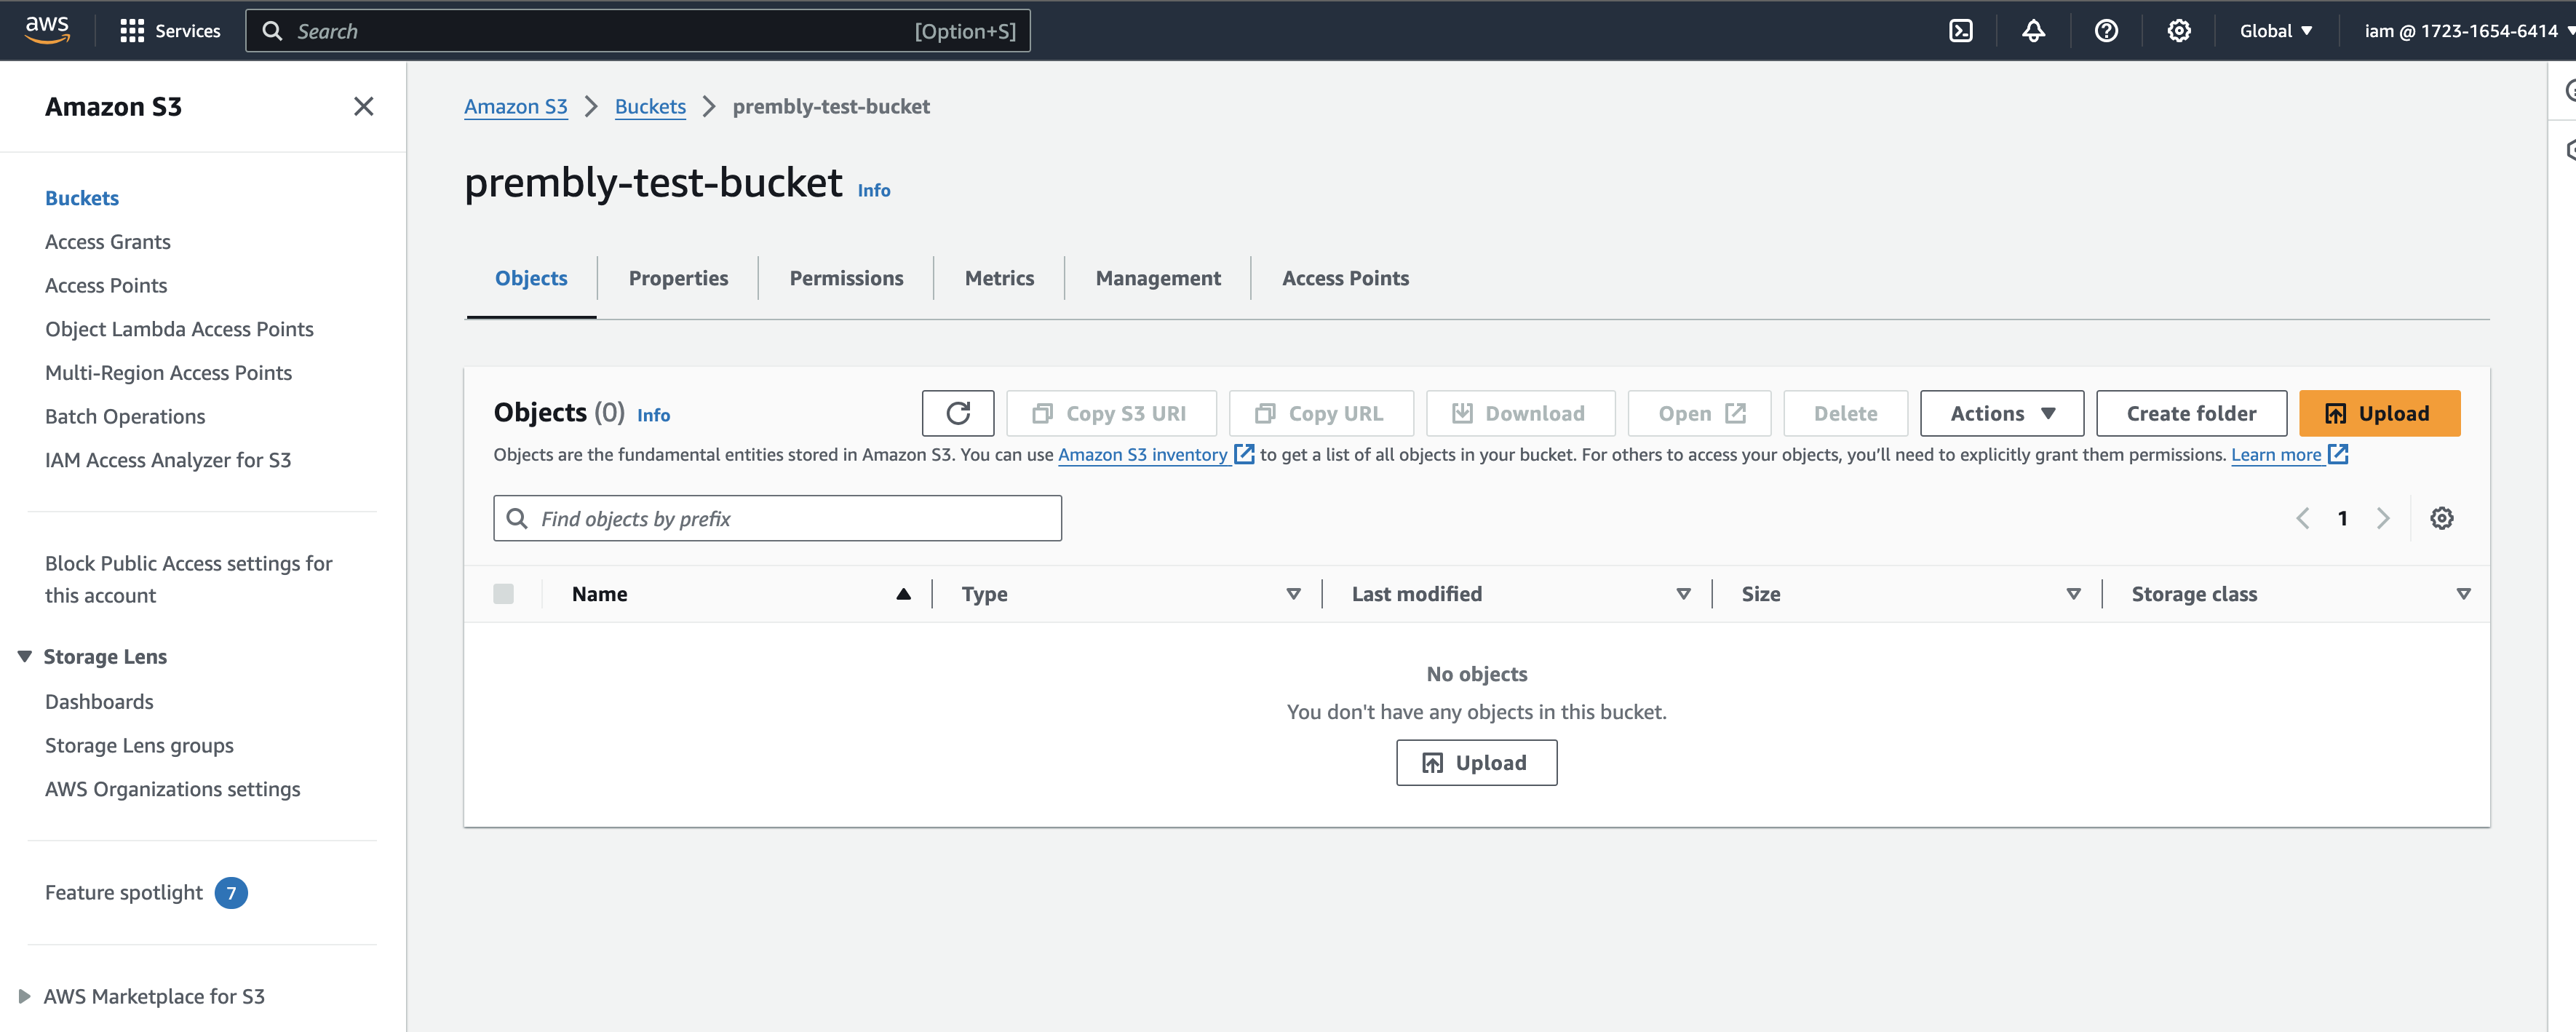 aws
Services
Search
[Option+S]
Global
iam @ 1723-1654-6414
Amazon S3
Buckets
Access Grants
Access Points
Object Lambda Access Points
Multi-Region Access Points
Batch Operations
IAM Access Analyzer for S3
Block Public Access settings for
this account
Storage Lens
Dashboards
Storage Lens groups
AWS Organizations settings
Feature spotlight 7
AWS Marketplace for S3
Amazon S3 > Buckets > prembly-test-bucket
prembly-test-bucket Info
Objects Properties Permissions Metrics Management Access Points
Objects (0) Info
Copy S3 URI Copy URL Download Open Delete Actions Create folder Upload
Objects are the fundamental entities stored in Amazon S3. You can use Amazon S3 inventory to get a list of all objects in your bucket. For others to access your objects, you’ll need to explicitly grant them permissions. Learn more
Find objects by prefix
1
Name Type Last modified Size Storage class
No objects
You don't have any objects in this bucket.
Upload